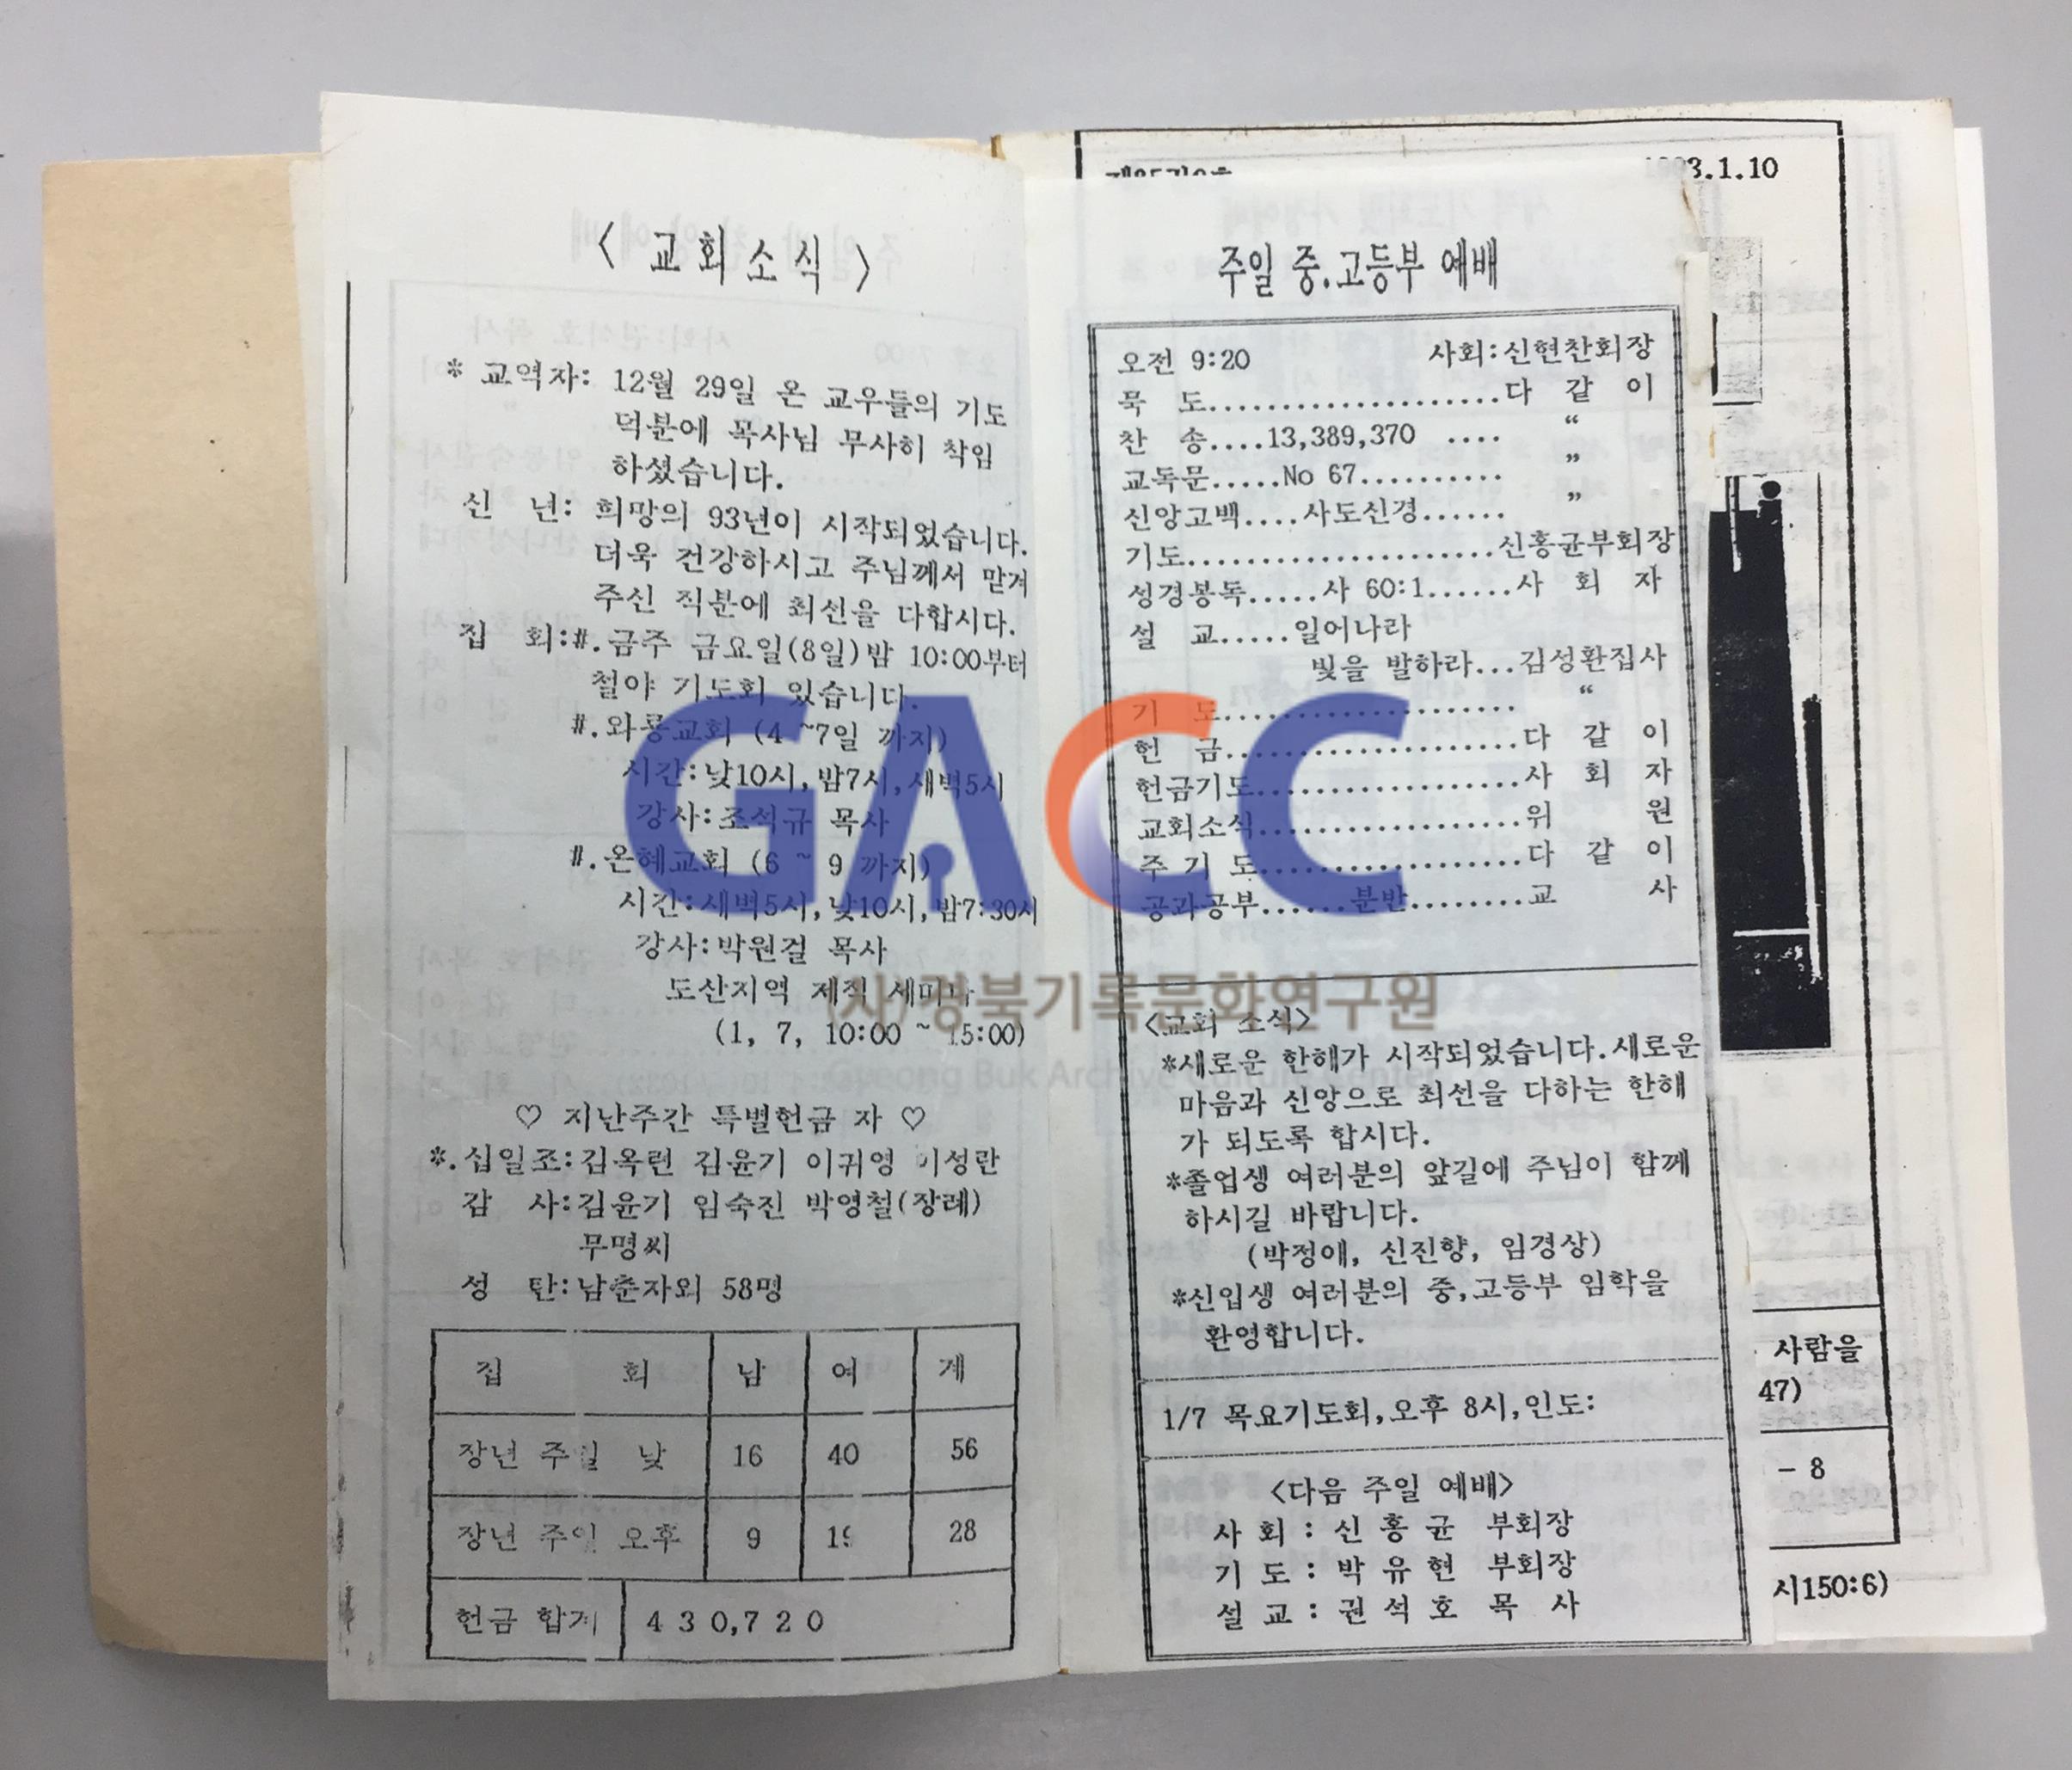 < 교 회 소 식 >
* 교역자: 12월 29일 온 교우들의 기도
덕분에 목사님 무사히 착임
하셨습니다.
신 년: 희망의 93년이 시작되었습니다.
더욱 건강하시고 주님께서 맡겨
주신 직분에 최선을 다합시다.
집 회:#.금주 금요일(8일)밤 10:00부터
철야 기도회 있습니다.
#.와룡교회 (4 ~7일 까지)
시간:낮10시,밤7시,새벽5시
강사:조석규 목사
#.온혜교회 (6 ~ 9 까지)
시간:새벽5시,낮10시,밤7:30시
강사:박원걸 목사
도산지역 제직 세미나
(1, 7, 10:00 ~ 15:00)
♡ 지난주간 특별헌금 자 ♡
*.십일조:김옥련 김윤기 이귀영 이성란
감 사:김윤기 임숙진 박영철(장례)
무명씨
성 탄:남춘자외 58명
집 회 남 여 계
장년 주일 낮 16 40 56
장년 주일 오후 9 19 28
헌금 합계 4 3 0,7 2 0
3.1.10
주일 중.고등부 예배
오전 9:20 사회:신현찬회장
묵 도....................다 같 이
찬 송....13,389,370 .... “
교독문.....No 67.......... ”
신앙고백....사도신경...... ”
기도.....................신홍균부회장
성경봉독.....사 60:1......사 회 자
설 교.....일어나라
빛을 발하라...김성환집사
기 도.................... “
헌 금....................다 같 이
헌금기도..................사 회 자
교회소식..................위 원
주 기 도..................다 같 이
공과공부......분반........교 사
<교회 소식>
*새로운 한해가 시작되었습니다.새로운
마음과 신앙으로 최선을 다하는 한해
가 되도록 합시다.
*졸업생 여러분의 앞길에 주님이 함께
하시길 바랍니다.
(박정애, 신진향, 임경상)
*신입생 여러분의 중,고등부 입학을
환영합니다.
1/7 목요기도회,오후 8시,인도:
<다음 주일 예배>
사 회 : 신 홍 균 부회장
기 도 : 박 유 현 부회장
설 교 : 권 석 호 목 사
사람을
47)
- 8
시150:6)
GACC
(사)경북기록문화연구원
Gyeong Buk Archive Culture Center